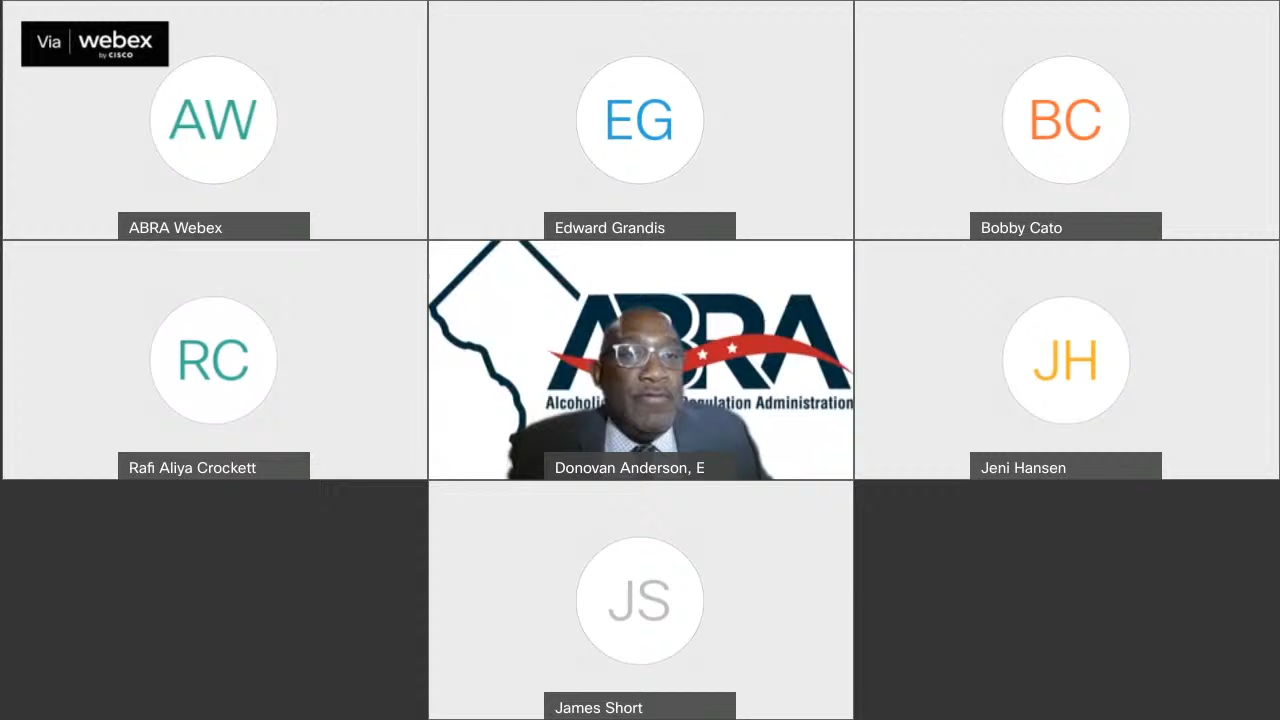 Via webex
by CISCO
AW
ABRA Webex
EG
Edward Grandis
BC
Bobby Cato
RC
Rafi Aliya Crockett
ABRA
Regulation Administration
Donovan Anderson, E
JH
Jeni Hansen
JS
James Short